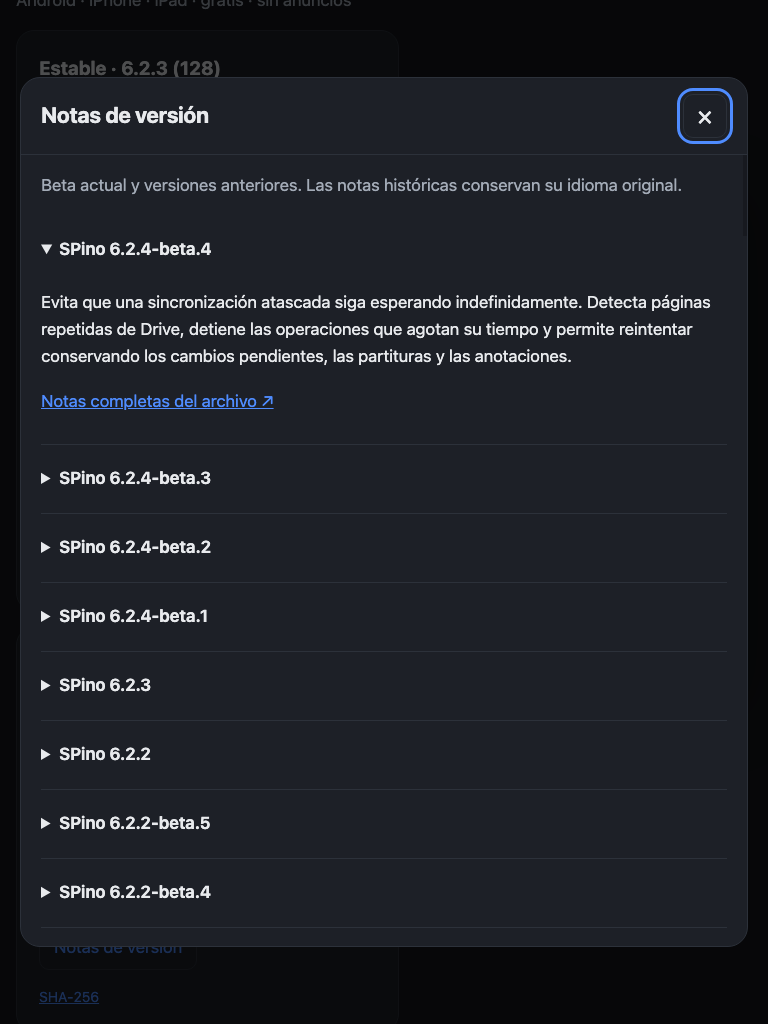 Android · iPhone · iPad · gratis · sin anuncios
Estable · 6.2.3 (128)
Notas de versión
×
Beta actual y versiones anteriores. Las notas históricas conservan su idioma original.
▼ SPino 6.2.4-beta.4
Evita que una sincronización atascada siga esperando indefinidamente. Detecta páginas
repetidas de Drive, detiene las operaciones que agotan su tiempo y permite reintentar
conservando los cambios pendientes, las partituras y las anotaciones.
Notas completas del archivo ↗
▶ SPino 6.2.4-beta.3
▶ SPino 6.2.4-beta.2
▶ SPino 6.2.4-beta.1
▶ SPino 6.2.3
▶ SPino 6.2.2
▶ SPino 6.2.2-beta.5
▶ SPino 6.2.2-beta.4
Notas de versión
SHA-256